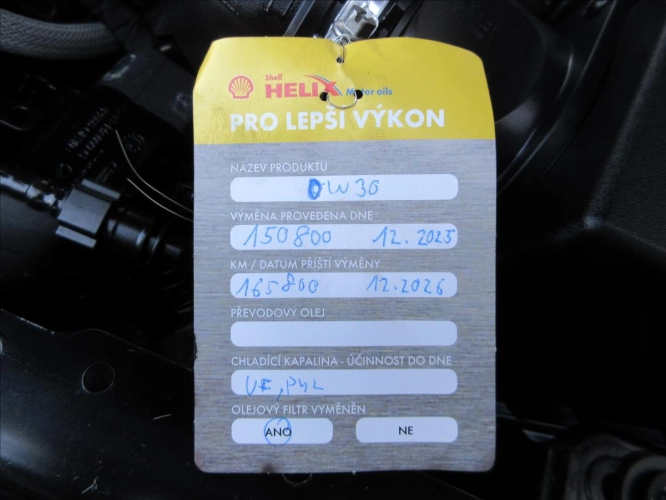 Shell
HELIX Motor oils
PRO LEPŠÍ VÝKON
NÁZEV PRODUKTU
0W30
VÝMĚNA PROVEDENA DNE
150800 12.2025
KM / DATUM PŘÍŠTÍ VÝMĚNY
165800 12.2026
PŘEVODOVÝ OLEJ
CHLADÍCÍ KAPALINA - ÚČINNOST DO DNE
OLEJOVÝ FILTR VYMĚNĚN
ANO NE